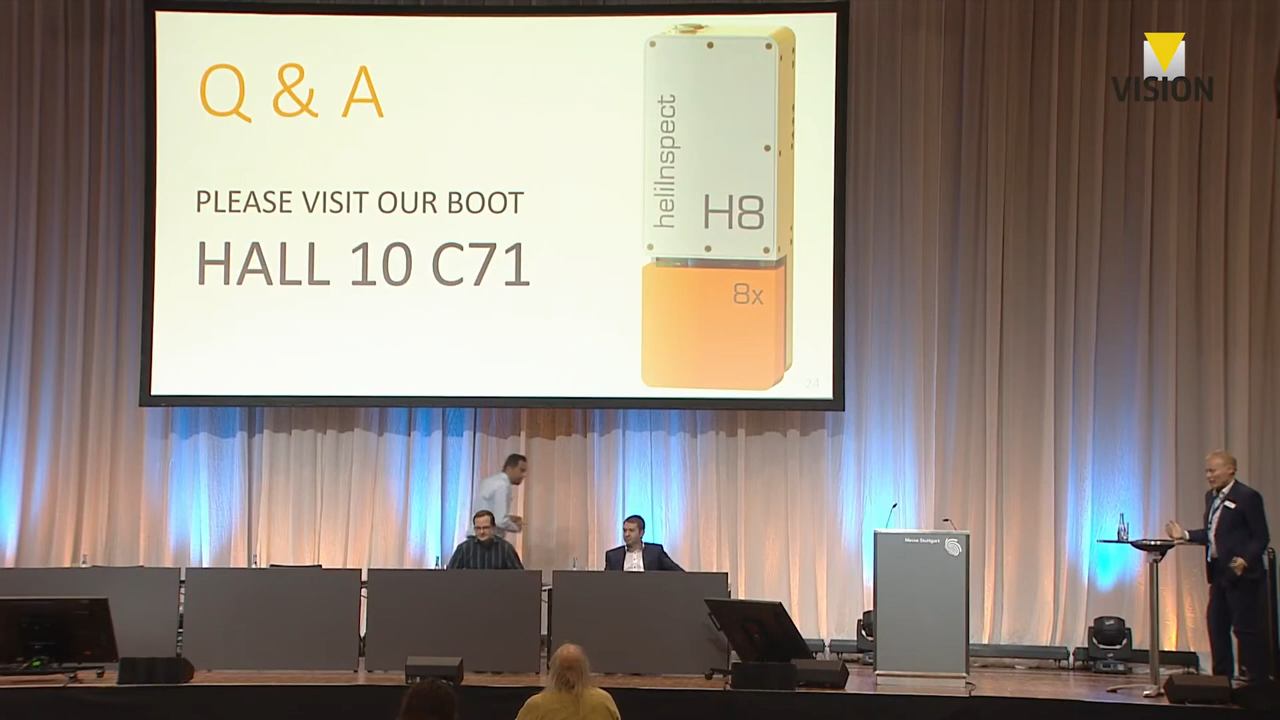 Q & A
PLEASE VISIT OUR BOOT
HALL 10 C71
heliInspect
H8
8x
24
VISION
Messe Stuttgart